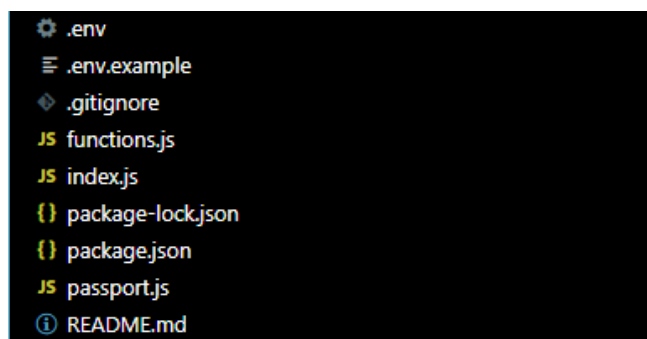 .env
.env.example
.gitignore
JS functions.js
JS index.js
{} package-lock.json
{} package.json
JS passport.js
README.md